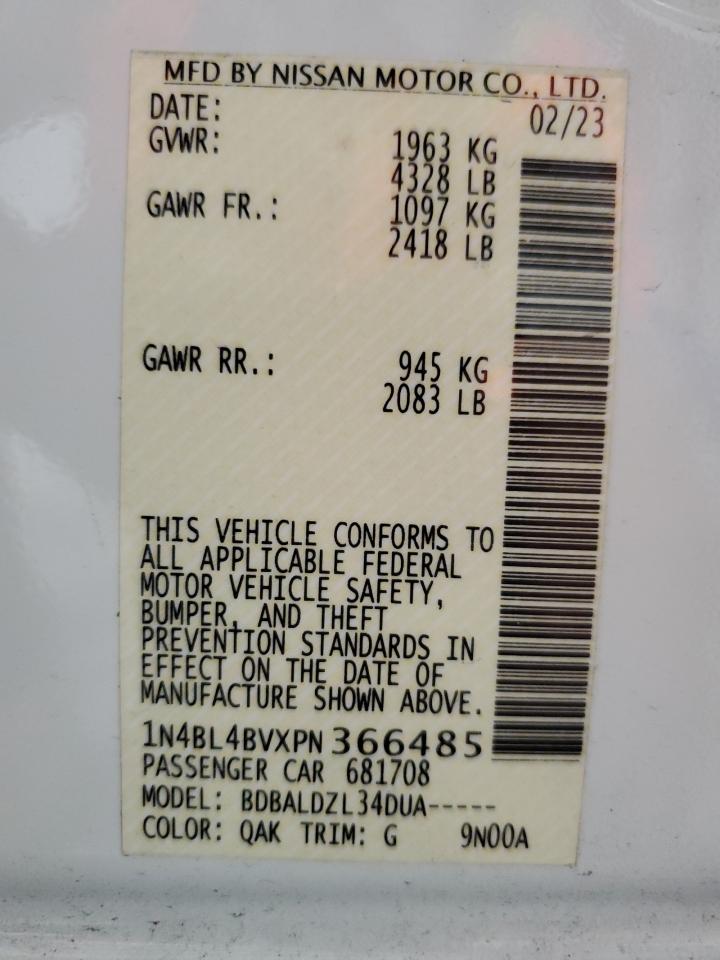 MFD BY NISSAN MOTOR CO., LTD.
DATE: 02/23
GVWR: 1963 KG
4328 LB
GAWR FR.: 1097 KG
2418 LB
GAWR RR.: 945 KG
2083 LB
THIS VEHICLE CONFORMS TO
ALL APPLICABLE FEDERAL
MOTOR VEHICLE SAFETY,
BUMPER, AND THEFT
PREVENTION STANDARDS IN
EFFECT ON THE DATE OF
MANUFACTURE SHOWN ABOVE.
1N4BL4BVXPN366485
PASSENGER CAR 681708
MODEL: BDBALDZL34DUA-----
COLOR: QAK TRIM: G 9N00A